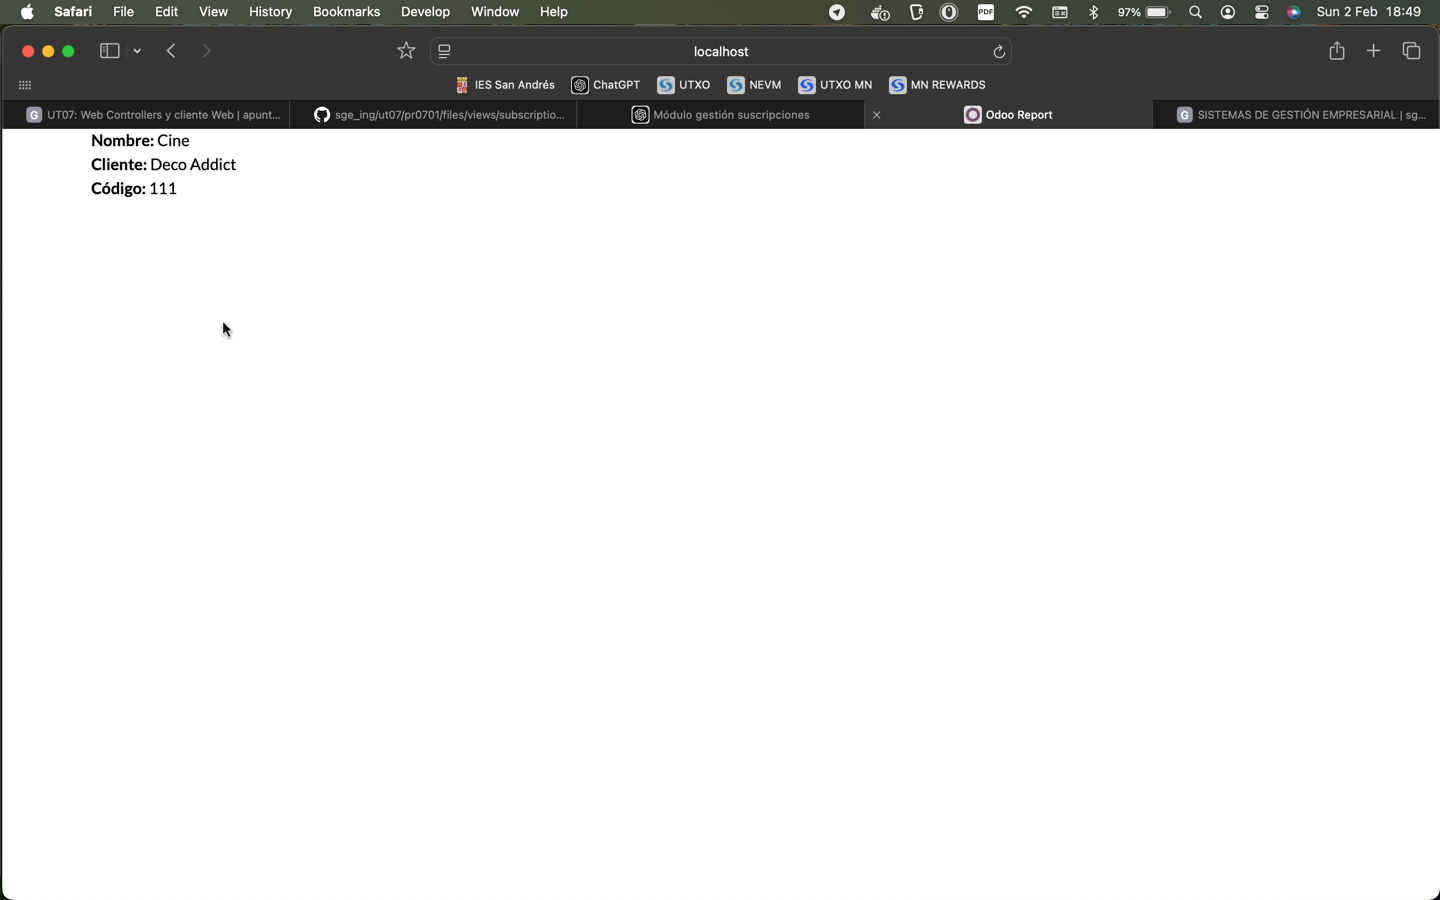 Safari File Edit View History Bookmarks Develop Window Help PDF 97% Sun 2 Feb 18:49
localhost
IES San Andrés ChatGPT UTXO NEVM UTXO MN MN REWARDS
G UT07: Web Controllers y cliente Web | apunt... sge_ing/ut07/pr0701/files/views/subscriptio... Módulo gestión suscripciones Odoo Report G SISTEMAS DE GESTIÓN EMPRESARIAL | sg...
Nombre: Cine
Cliente: Deco Addict
Código: 111